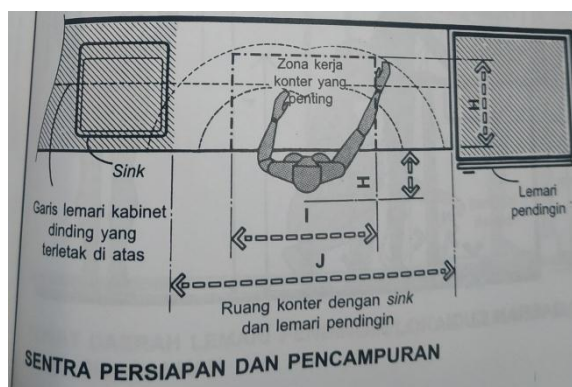 Zona kerja
konter yang
penting
Sink
Garis lemari kabinet
dinding yang
terletak di atas
H
H
I
J
Lemari
pendingin
Ruang konter dengan sink
dan lemari pendingin
SENTRA PERSIAPAN DAN PENCAMPURAN